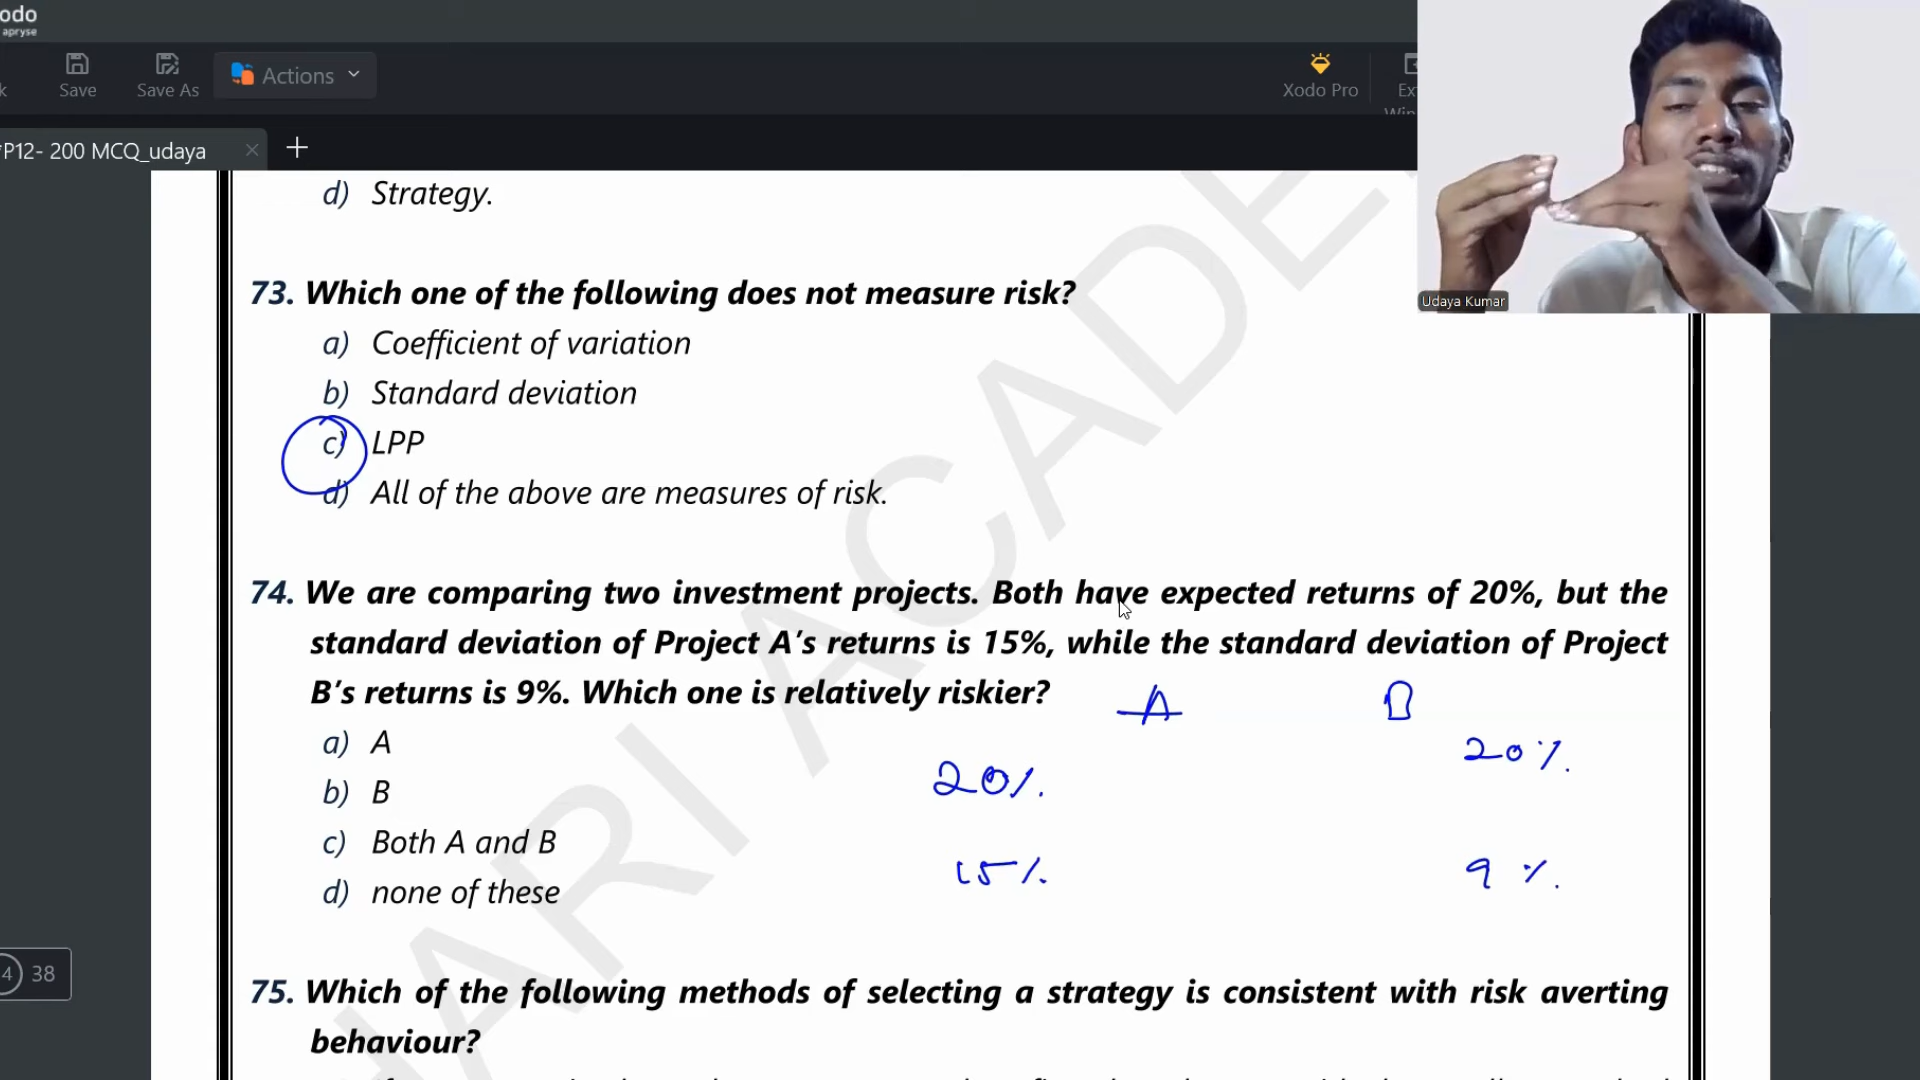 odo
apryse
Save
Save As
Actions
Xodo Pro
P12- 200 MCQ_udaya
Udaya Kumar
d) Strategy.
73. Which one of the following does not measure risk?
a) Coefficient of variation
b) Standard deviation
c) LPP
d) All of the above are measures of risk.
74. We are comparing two investment projects. Both have expected returns of 20%, but the
standard deviation of Project A’s returns is 15%, while the standard deviation of Project
B’s returns is 9%. Which one is relatively riskier?
A B
a) A
20% 20%.
b) B
c) Both A and B
15% 9%.
d) none of these
4 38
75. Which of the following methods of selecting a strategy is consistent with risk averting
behaviour?
HARI ACADE